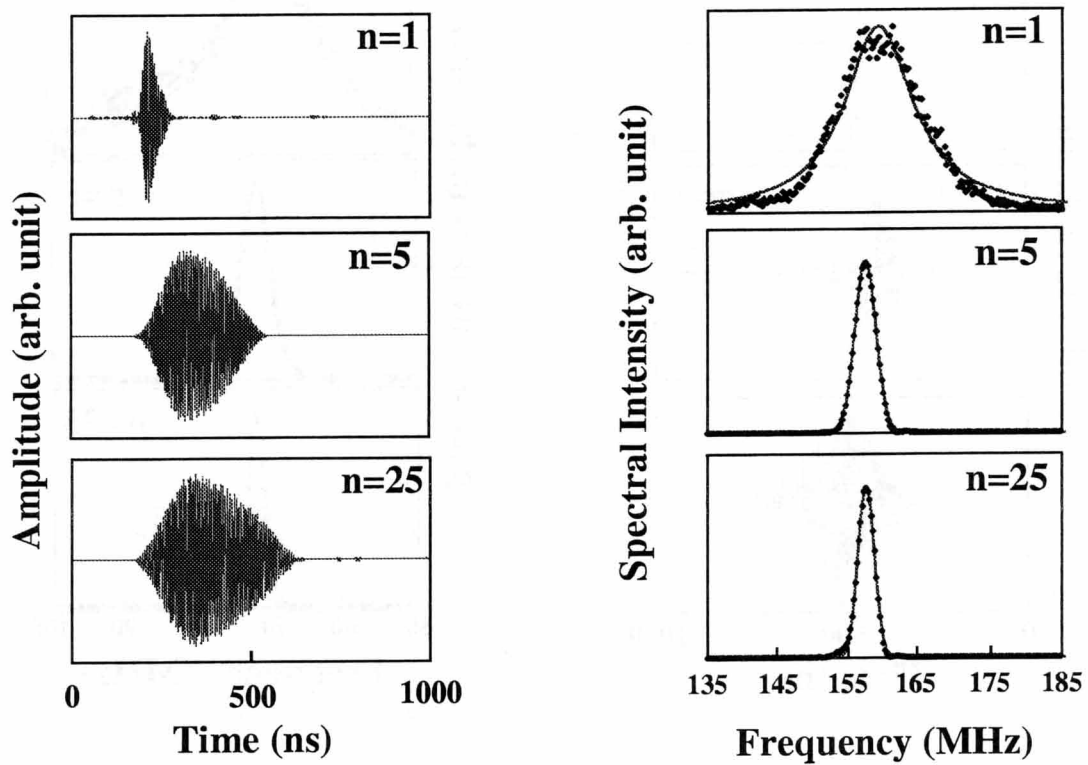 n=1
n=5
n=25
Amplitude (arb. unit)
0 500 1000
Time (ns)
n=1
n=5
n=25
Spectral Intensity (arb. unit)
135 145 155 165 175 185
Frequency (MHz)